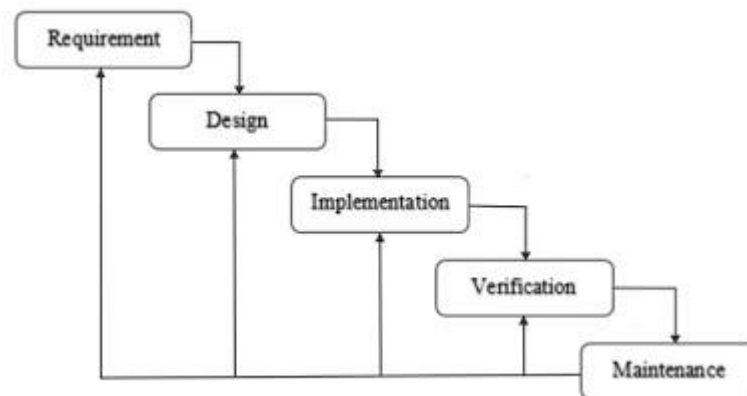 Requirement
Design
Implementation
Verification
Maintenance